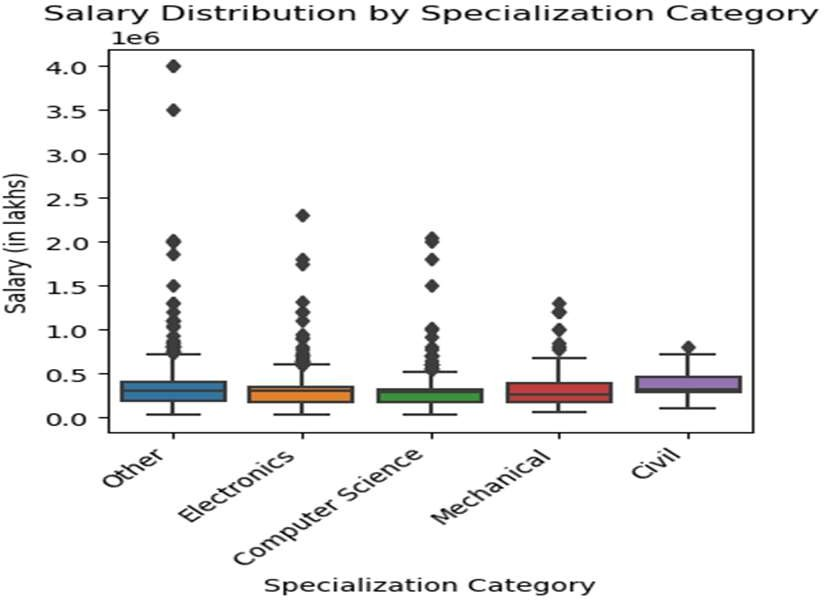 Salary Distribution by Specialization Category
1e6
4.0
3.5
3.0
2.5
2.0
1.5
1.0
0.5
0.0
Salary (in lakhs)
Other
Electronics
Computer Science
Mechanical
Civil
Specialization Category